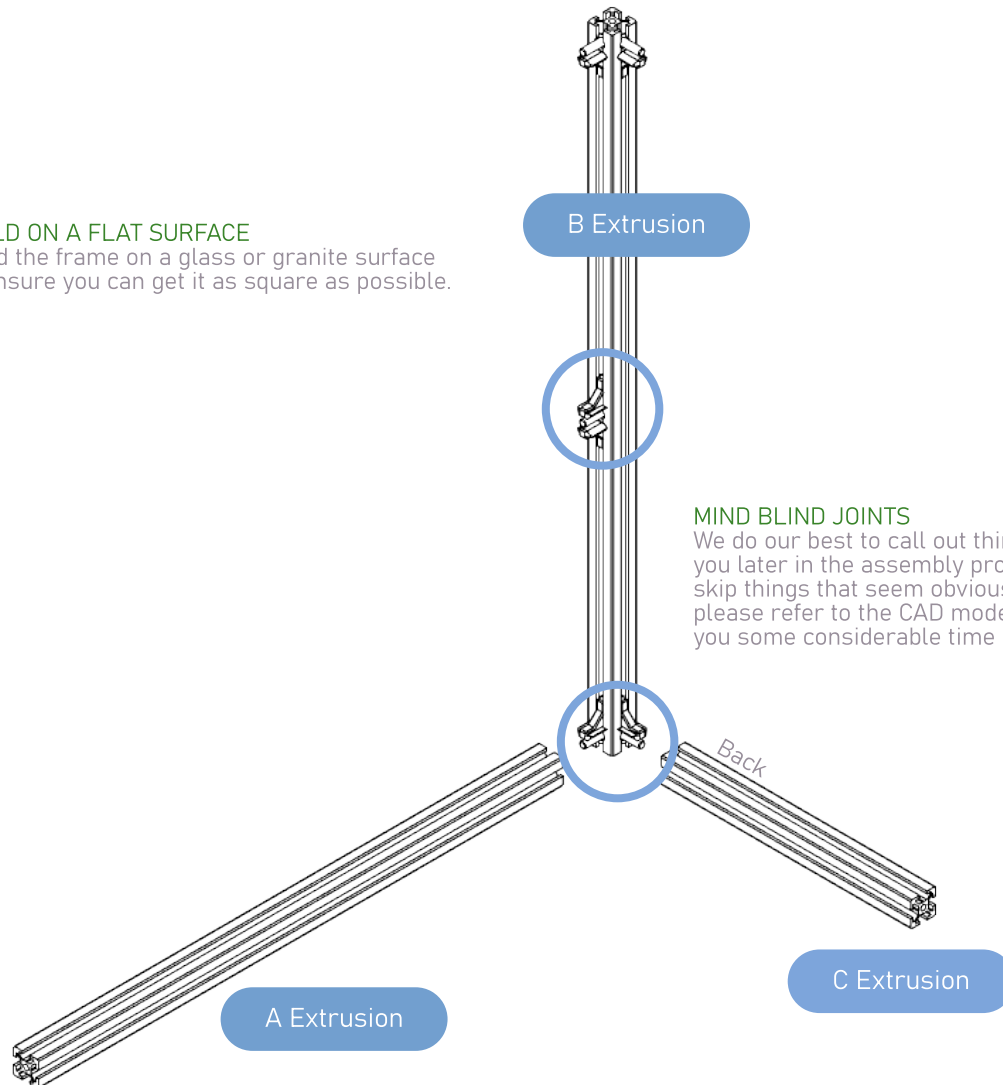 B Extrusion
LD ON A FLAT SURFACE
d the frame on a glass or granite surface
nsure you can get it as square as possible.
MIND BLIND JOINTS
We do our best to call out thin
you later in the assembly pro
skip things that seem obvious
please refer to the CAD mode
you some considerable time
Back
C Extrusion
A Extrusion